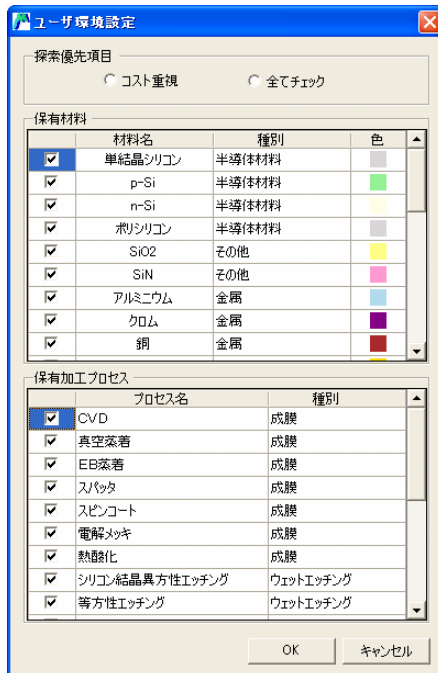 ユーザ環境設定
探索優先項目
コスト重視 全てチェック
保有材料
材料名 種別 色
単結晶シリコン 半導体材料
p-Si 半導体材料
n-Si 半導体材料
ポリシリコン 半導体材料
SiO2 その他
SiN その他
アルミニウム 金属
クロム 金属
銅 金属
保有加工プロセス
プロセス名 種別
CVD 成膜
真空蒸着 成膜
EB蒸着 成膜
スパッタ 成膜
スピンコート 成膜
電解メッキ 成膜
熱酸化 成膜
シリコン結晶異方性エッチング ウェットエッチング
等方性エッチング ウェットエッチング
OK キャンセル